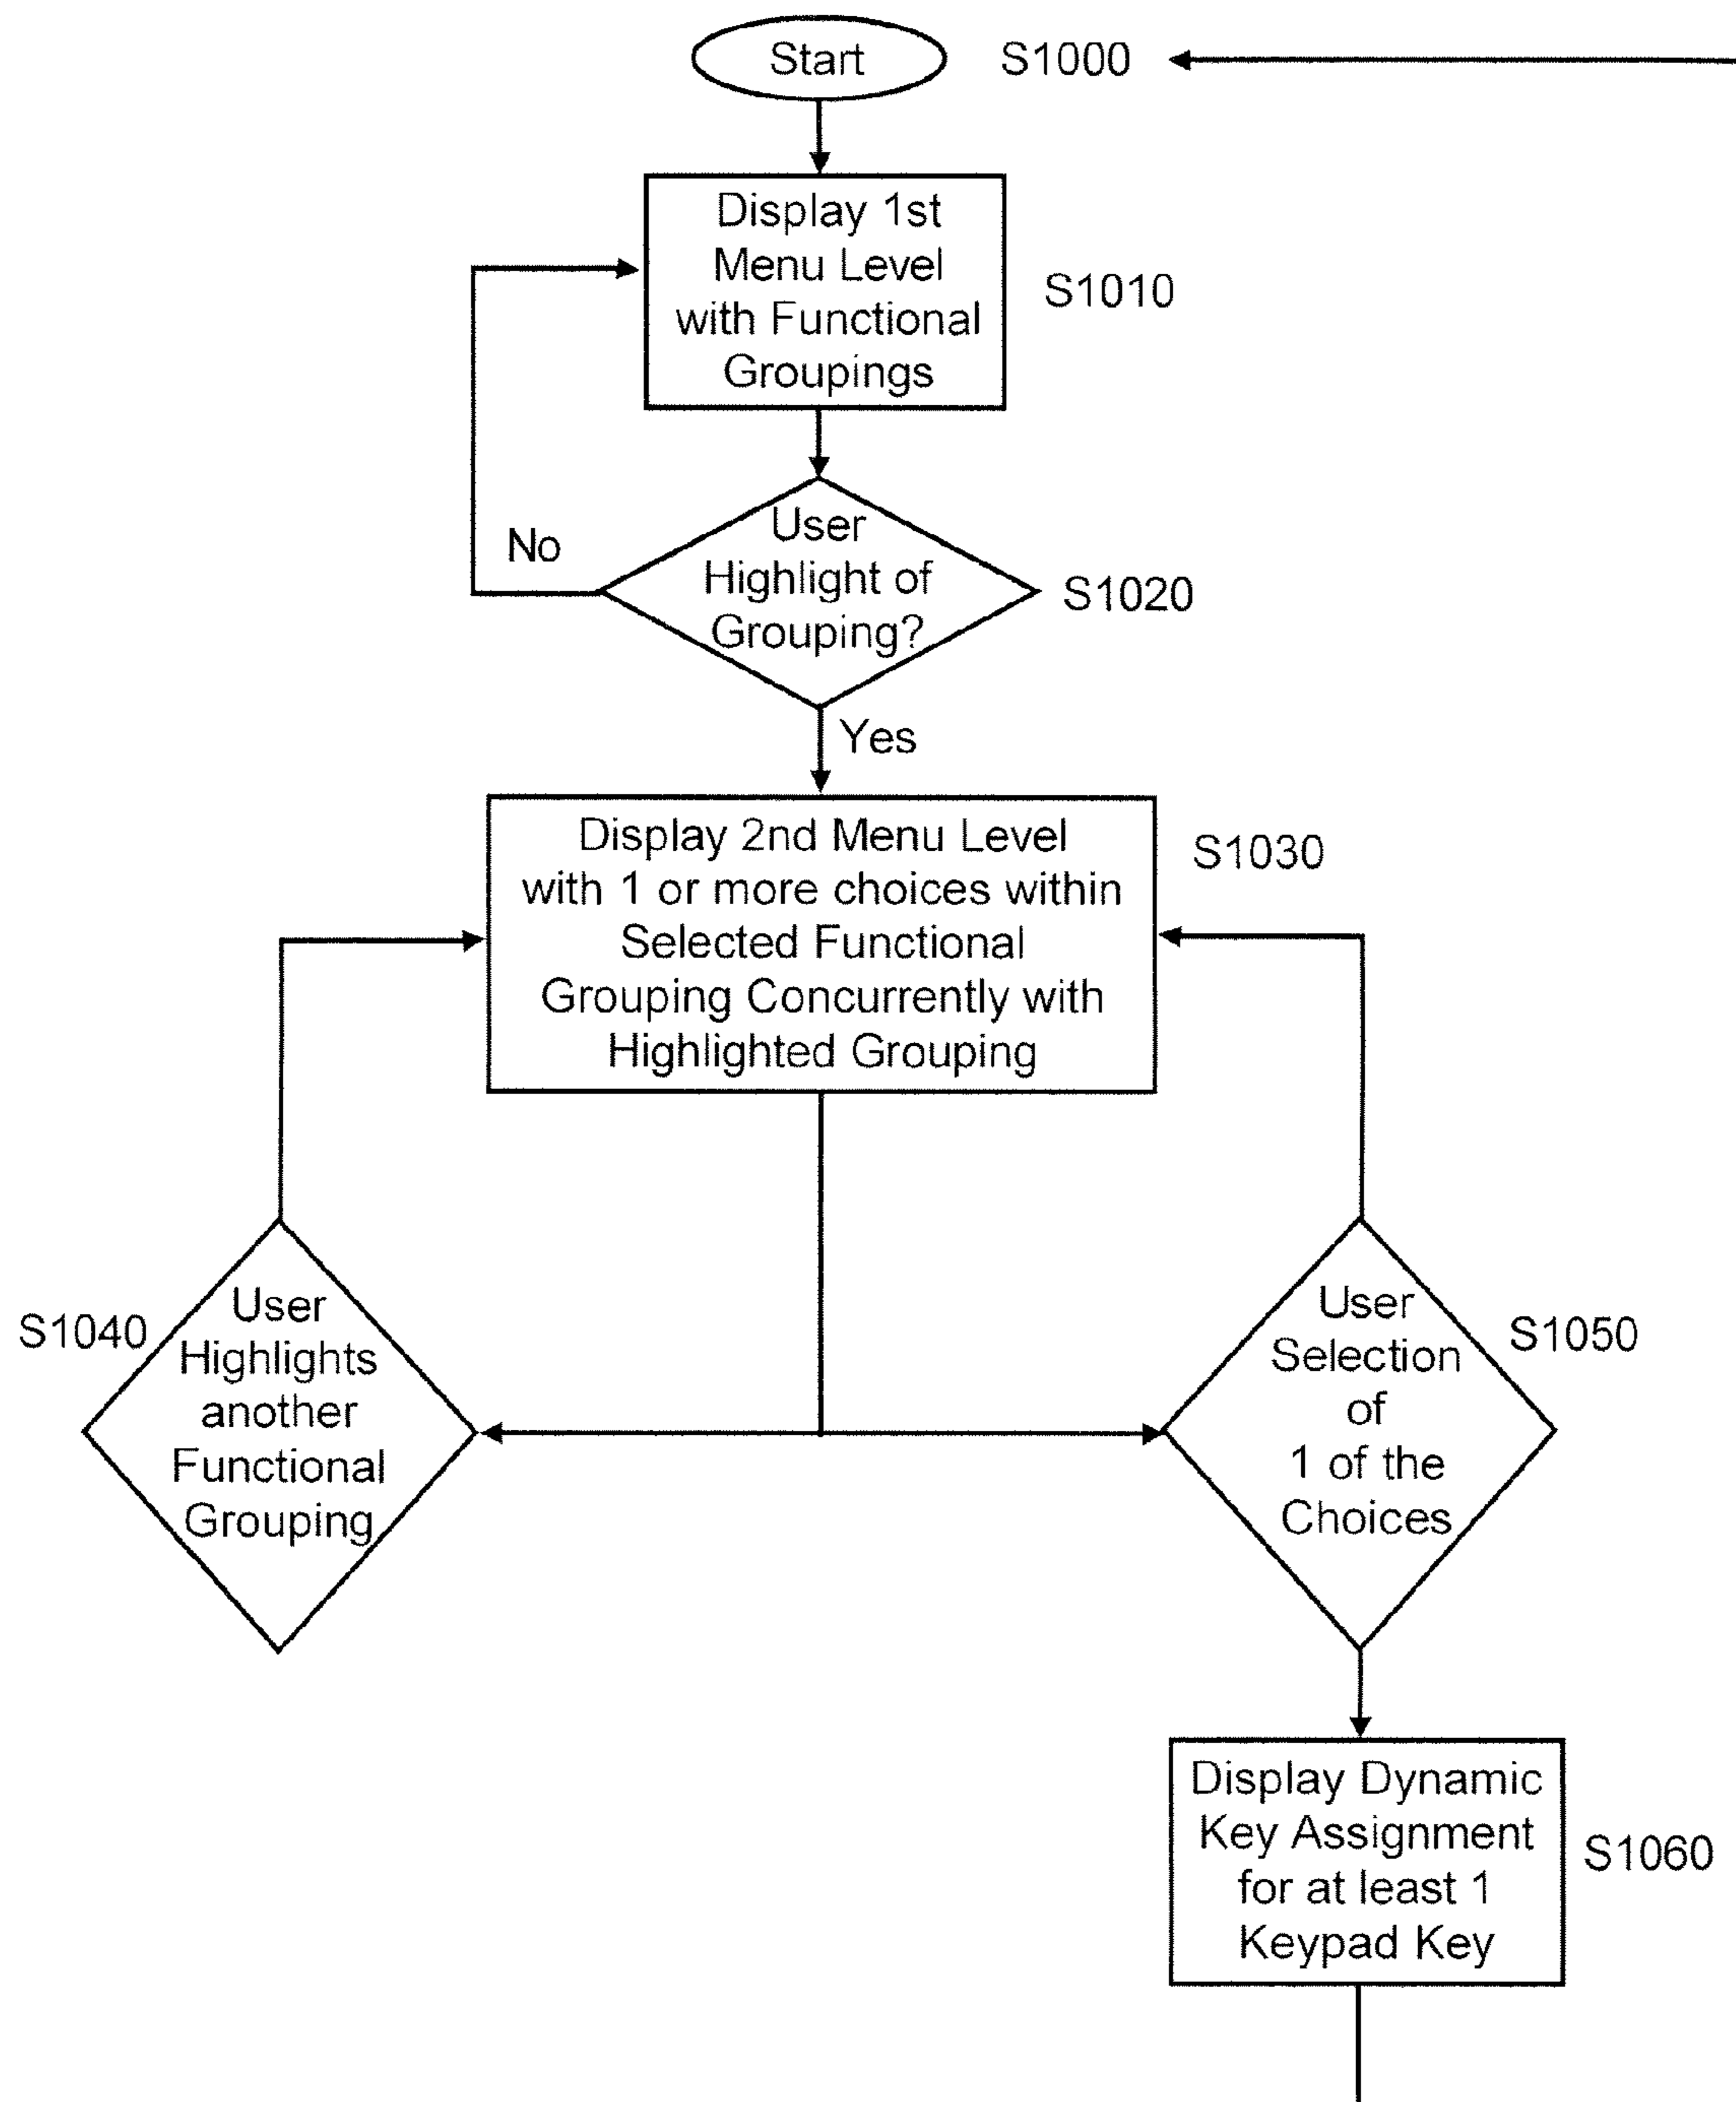 Start
S1000
Display 1st
Menu Level
with Functional
Groupings
S1010
User
Highlight of
Grouping?
S1020
No
Yes
Display 2nd Menu Level
with 1 or more choices within
Selected Functional
Grouping Concurrently with
Highlighted Grouping
S1030
S1040
User
Highlights
another
Functional
Grouping
User
Selection
of
1 of the
Choices
S1050
Display Dynamic
Key Assignment
for at least 1
Keypad Key
S1060